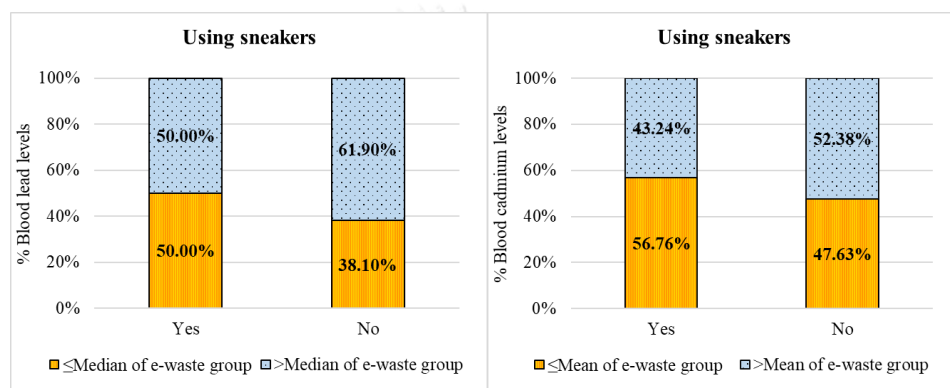 Using sneakers
% Blood lead levels
100%
80%
60%
40%
20%
0%
50.00%
61.90%
50.00%
38.10%
Yes
No
≤Median of e-waste group
>Median of e-waste group
Using sneakers
% Blood cadmium levels
100%
80%
60%
40%
20%
0%
43.24%
52.38%
56.76%
47.63%
Yes
No
≤Mean of e-waste group
>Mean of e-waste group